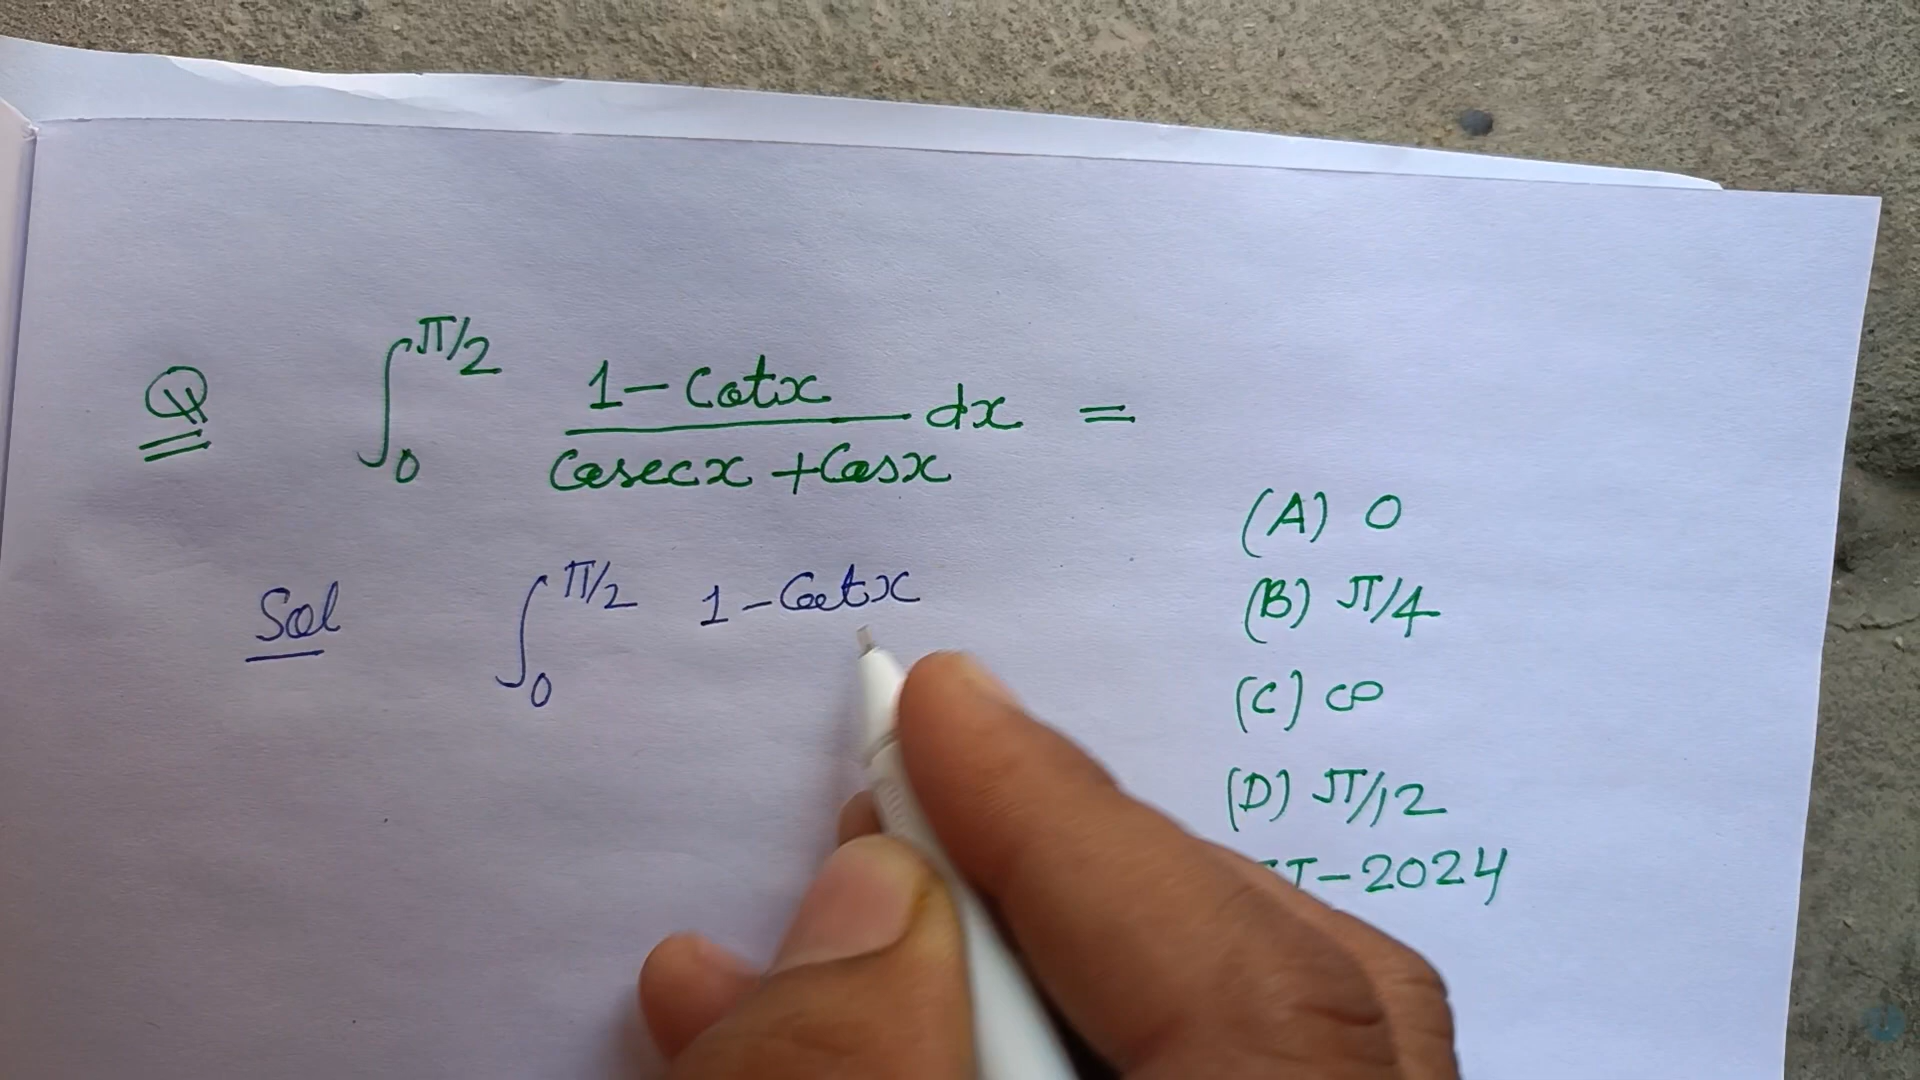 Q ∫₀^π/2 (1-Cotx)/(Cosecx+Cosx) dx =
(A) 0
(B) π/4
(C) ∞
(D) π/12
-2024
Sol ∫₀^π/2 1-Cotx